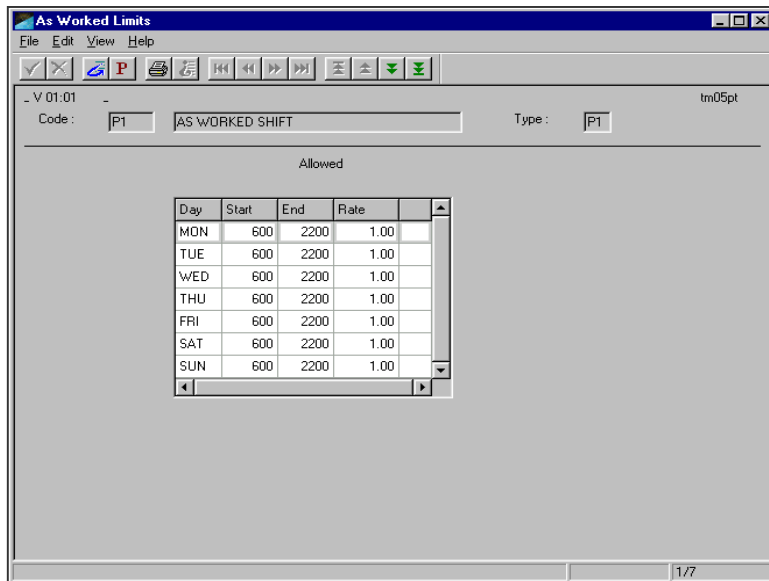 As Worked Limits
File Edit View Help
P
_ V 01:01 _ tm05pt
Code : P1 AS WORKED SHIFT Type : P1
Allowed
Day Start End Rate
MON 600 2200 1.00
TUE 600 2200 1.00
WED 600 2200 1.00
THU 600 2200 1.00
FRI 600 2200 1.00
SAT 600 2200 1.00
SUN 600 2200 1.00
1/7